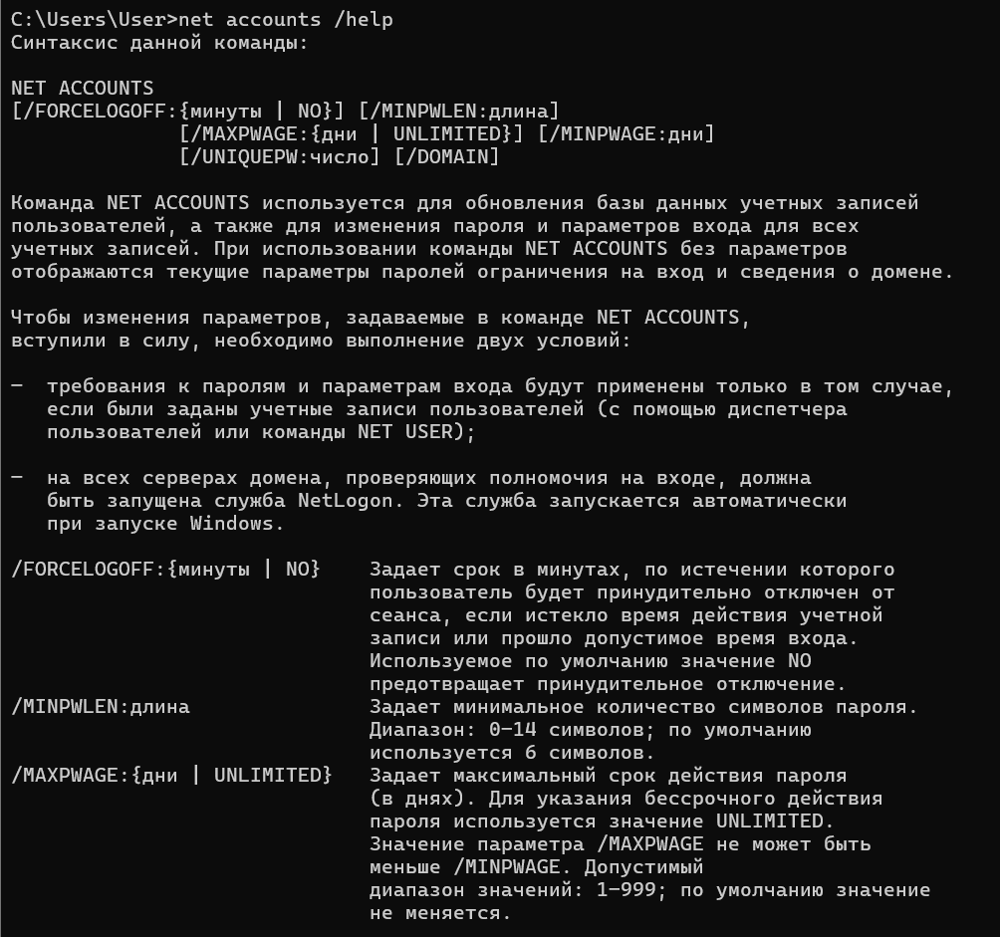 C:\Users\User>net accounts /help
Синтаксис данной команды:

NET ACCOUNTS
[/FORCELOGOFF:{минуты | NO}] [/MINPWLEN:длина]
              [/MAXPWAGE:{дни | UNLIMITED}] [/MINPWAGE:дни]
              [/UNIQUEPW:число] [/DOMAIN]

Команда NET ACCOUNTS используется для обновления базы данных учетных записей
пользователей, а также для изменения пароля и параметров входа для всех
учетных записей. При использовании команды NET ACCOUNTS без параметров
отображаются текущие параметры паролей ограничения на вход и сведения о домене.

Чтобы изменения параметров, задаваемые в команде NET ACCOUNTS,
вступили в силу, необходимо выполнение двух условий:

—  требования к паролям и параметрам входа будут применены только в том случае,
   если были заданы учетные записи пользователей (с помощью диспетчера
   пользователей или команды NET USER);

—  на всех серверах домена, проверяющих полномочия на входе, должна
   быть запущена служба NetLogon. Эта служба запускается автоматически
   при запуске Windows.

/FORCELOGOFF:{минуты | NO}    Задает срок в минутах, по истечении которого
                              пользователь будет принудительно отключен от
                              сеанса, если истекло время действия учетной
                              записи или прошло допустимое время входа.
                              Используемое по умолчанию значение NO
                              предотвращает принудительное отключение.
/MINPWLEN:длина               Задает минимальное количество символов пароля.
                              Диапазон: 0—14 символов; по умолчанию
                              используется 6 символов.
/MAXPWAGE:{дни | UNLIMITED}   Задает максимальный срок действия пароля
                              (в днях). Для указания бессрочного действия
                              пароля используется значение UNLIMITED.
                              Значение параметра /MAXPWAGE не может быть
                              меньше /MINPWAGE. Допустимый
                              диапазон значений: 1—999; по умолчанию значение
                              не меняется.